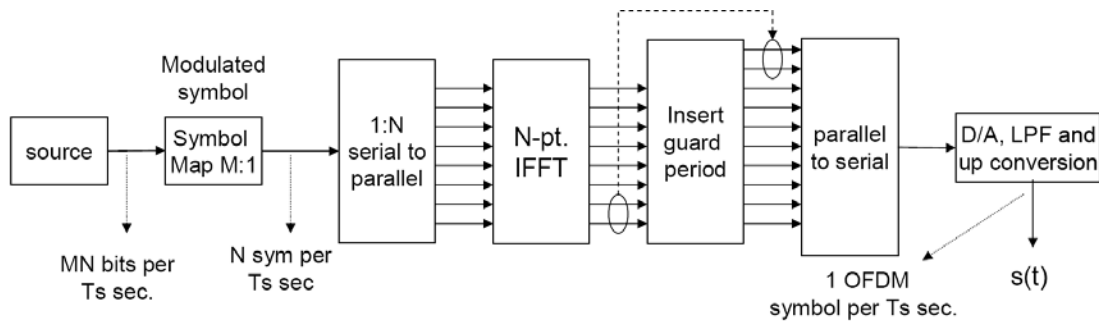 Modulated
symbol
source
Symbol
Map M:1
1:N
serial to
parallel
N-pt.
IFFT
Insert
guard
period
parallel
to serial
D/A, LPF and
up conversion
MN bits per
Ts sec.
N sym per
Ts sec
1 OFDM
symbol per Ts sec.
s(t)